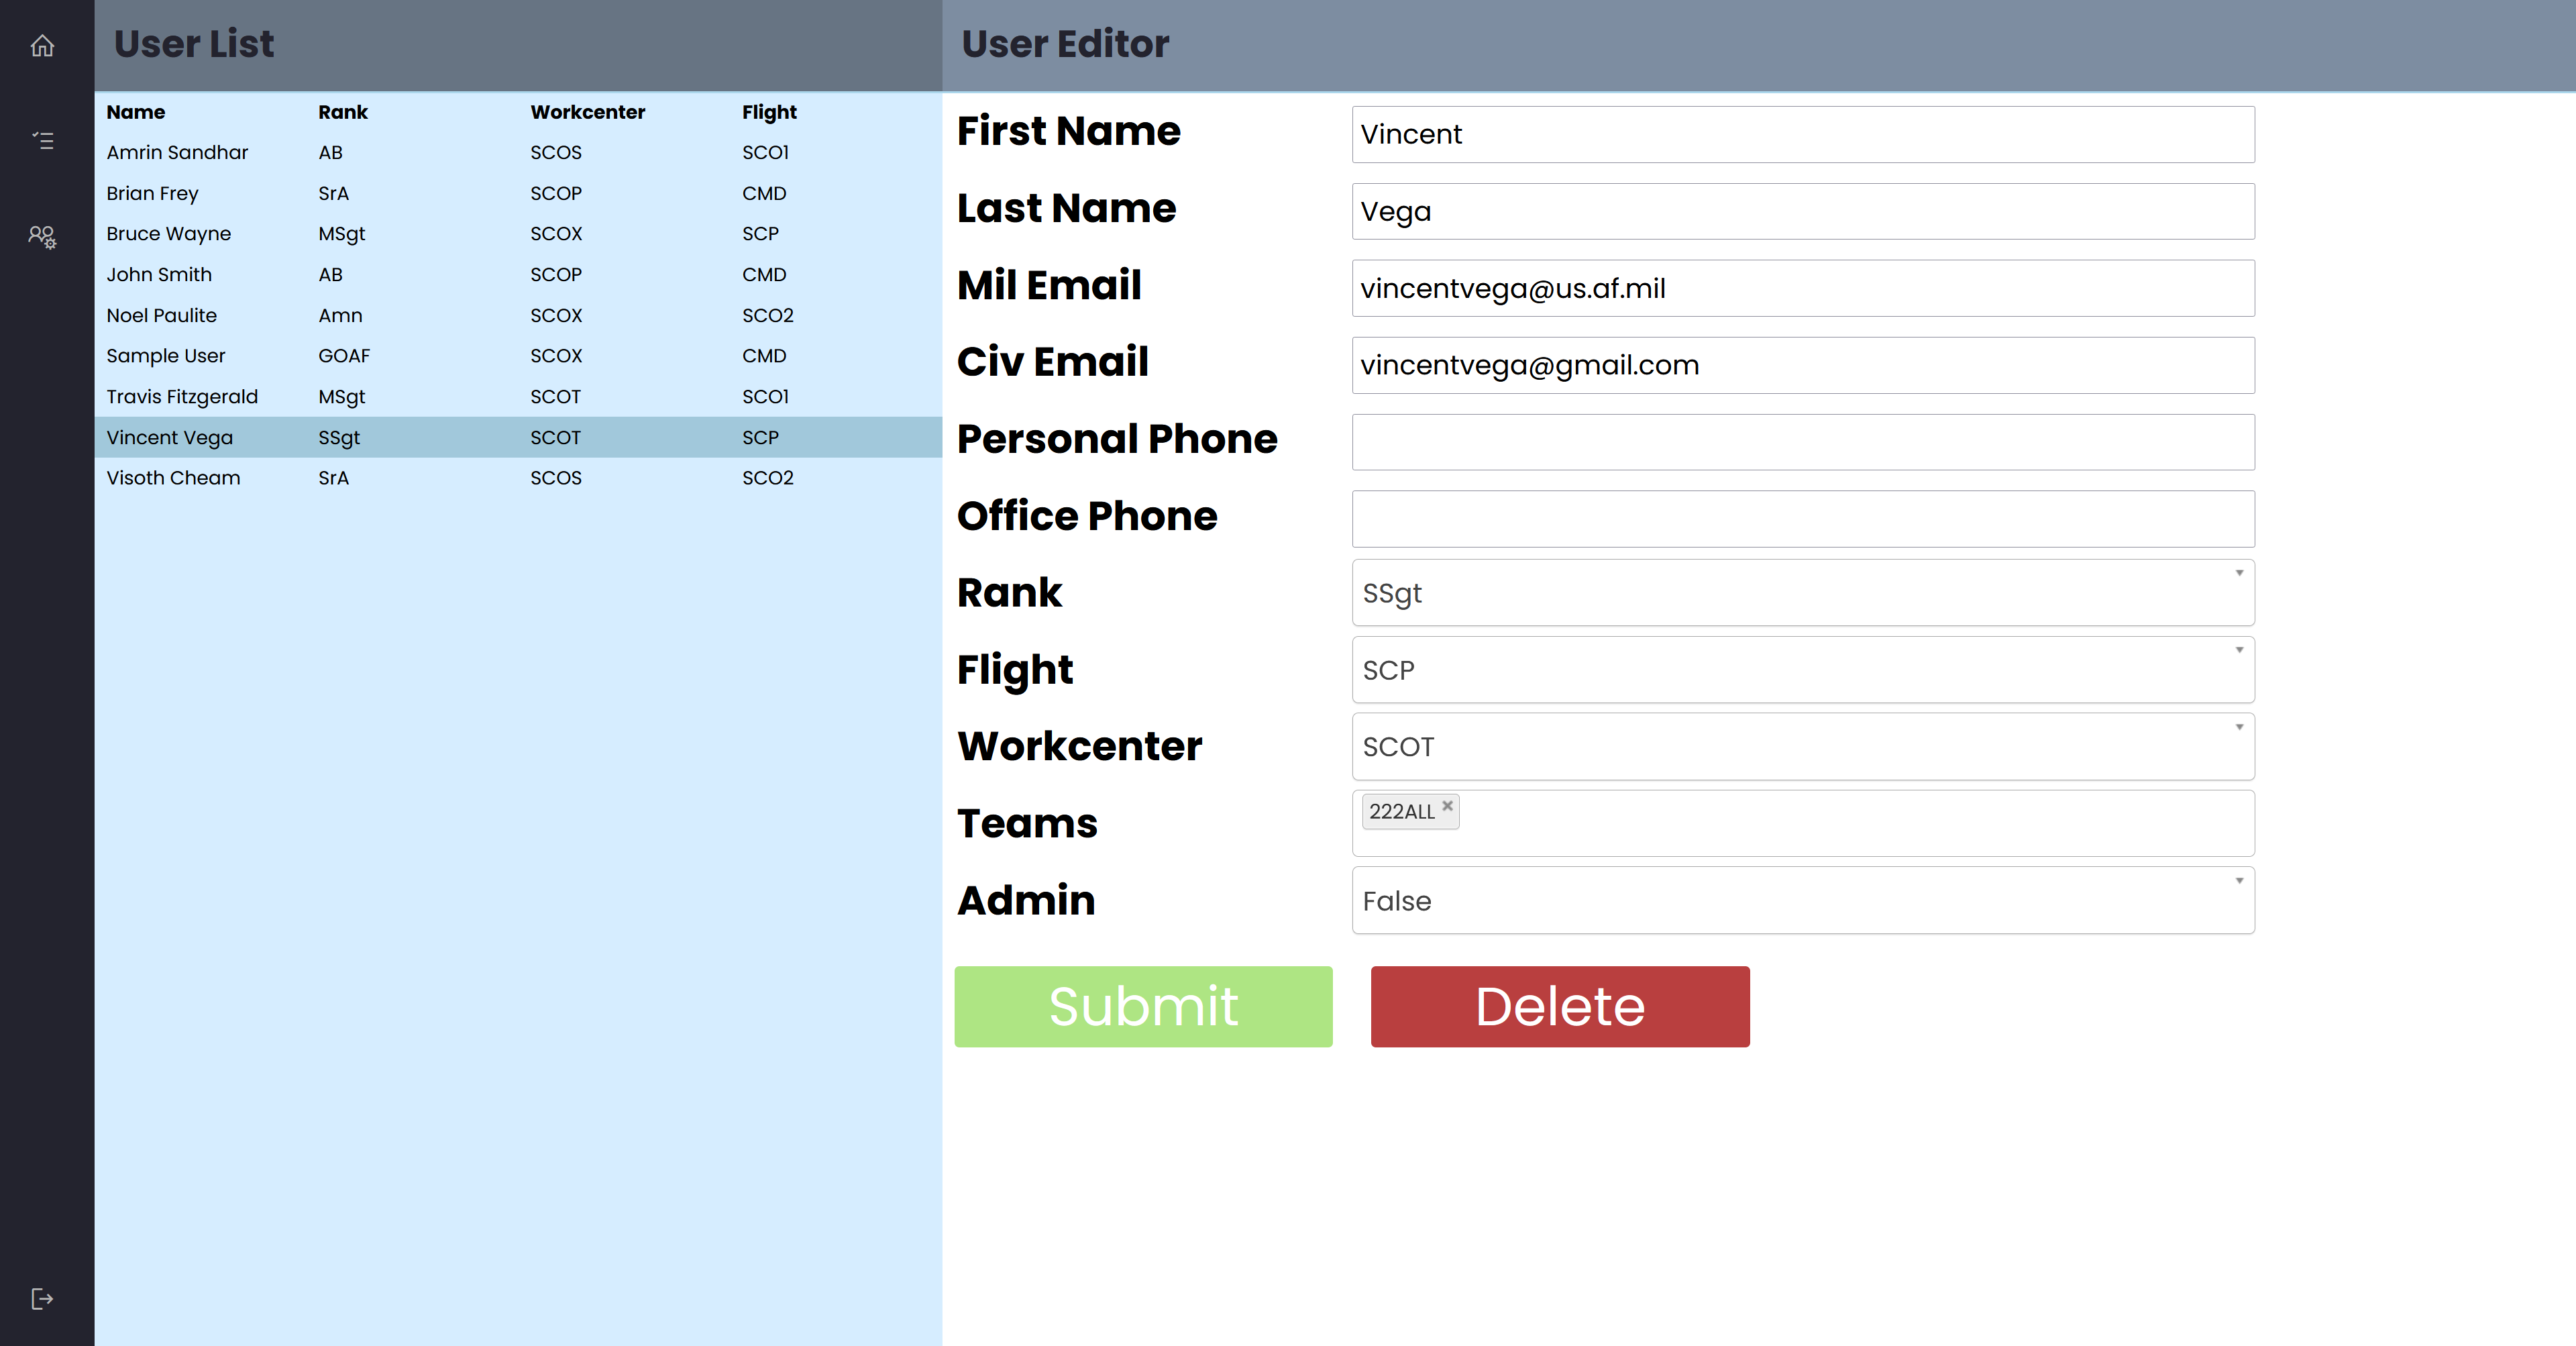 User List
Name Rank Workcenter Flight
Amrin Sandhar AB SCOS SCO1
Brian Frey SrA SCOP CMD
Bruce Wayne MSgt SCOX SCP
John Smith AB SCOP CMD
Noel Paulite Amn SCOX SCO2
Sample User GOAF SCOX CMD
Travis Fitzgerald MSgt SCOT SCO1
Vincent Vega SSgt SCOT SCP
Visoth Cheam SrA SCOS SCO2
User Editor
First Name Vincent
Last Name Vega
Mil Email vincentvega@us.af.mil
Civ Email vincentvega@gmail.com
Personal Phone
Office Phone
Rank SSgt
Flight SCP
Workcenter SCOT
Teams 222ALL
Admin False
Submit Delete